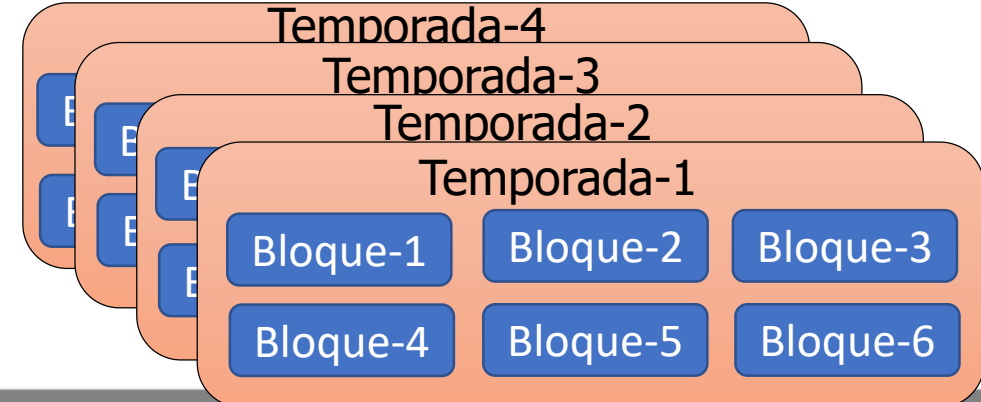 Temporada-4
Temporada-3
Temporada-2
Temporada-1
Bloque-1 Bloque-2 Bloque-3
Bloque-4 Bloque-5 Bloque-6